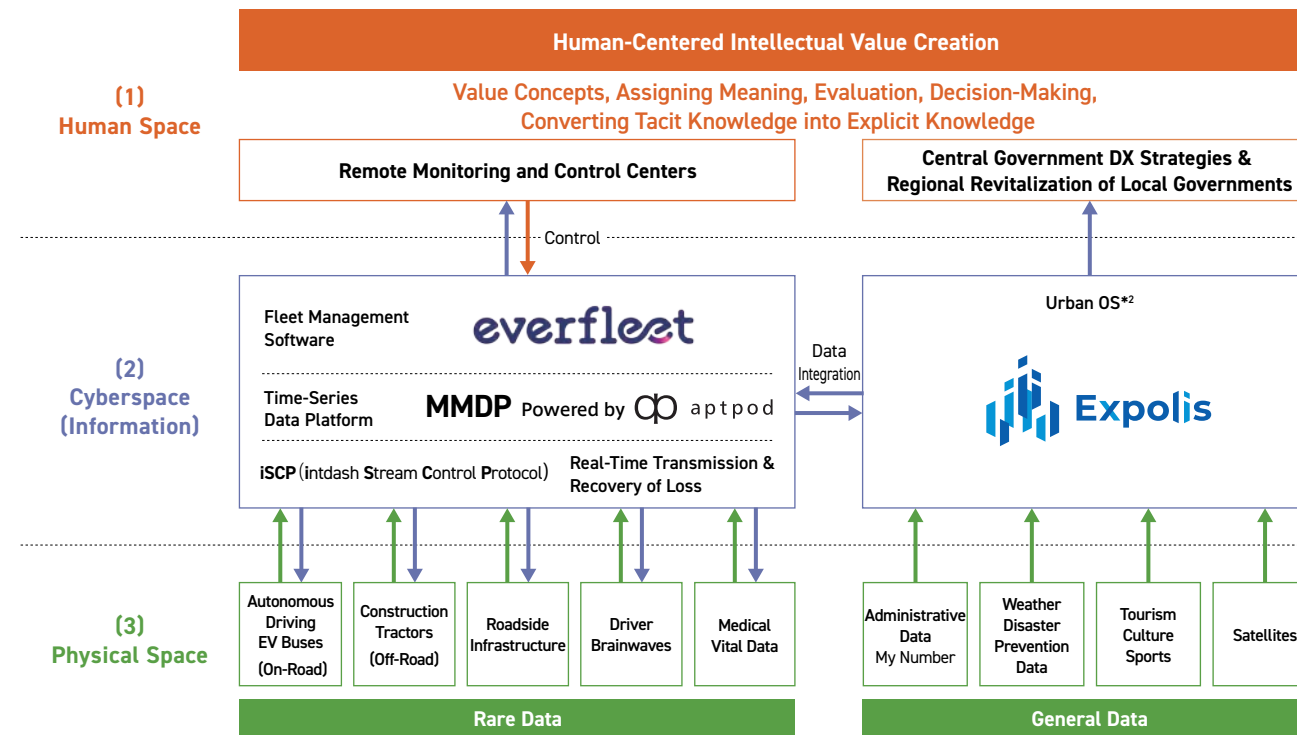 Human-Centered Intellectual Value Creation
(1)
Human Space
Value Concepts, Assigning Meaning, Evaluation, Decision-Making,
Converting Tacit Knowledge into Explicit Knowledge
Remote Monitoring and Control Centers
Central Government DX Strategies &
Regional Revitalization of Local Governments
Control
(2)
Cyberspace
(Information)
Fleet Management
Software
everfleet
Time-Series
Data Platform
MMDP Powered by aptpod
iSCP (intdash Stream Control Protocol)
Real-Time Transmission &
Recovery of Loss
Data
Integration
Urban OS*2
Expolis
(3)
Physical Space
Autonomous
Driving
EV Buses
(On-Road)
Construction
Tractors
(Off-Road)
Roadside
Infrastructure
Driver
Brainwaves
Medical
Vital Data
Administrative
Data
My Number
Weather
Disaster
Prevention
Data
Tourism
Culture
Sports
Satellites
Rare Data
General Data